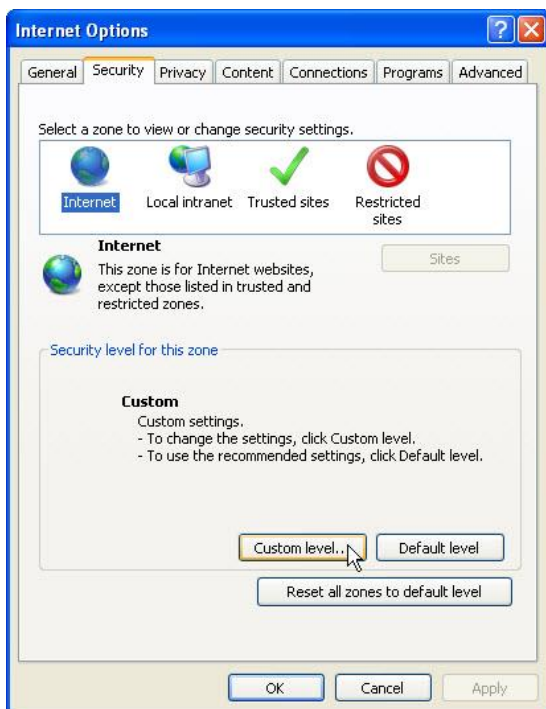 Internet Options
General Security Privacy Content Connections Programs Advanced
Select a zone to view or change security settings.
Internet Local intranet Trusted sites Restricted sites
Internet
Sites
This zone is for Internet websites,
except those listed in trusted and
restricted zones.
Security level for this zone
Custom
Custom settings.
- To change the settings, click Custom level.
- To use the recommended settings, click Default level.
Custom level... Default level
Reset all zones to default level
OK Cancel Apply